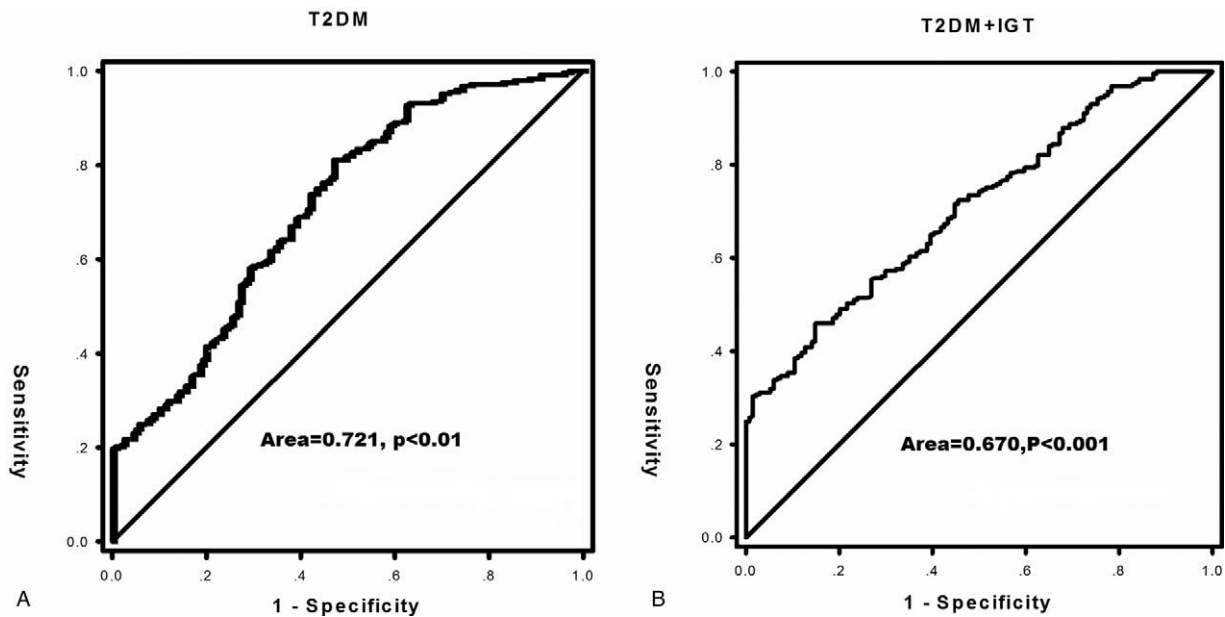 T2DM
1.0
.8
.6
.4
.2
0.0
Sensitivity
Area=0.721, p<0.01
0.0 .2 .4 .6 .8 1.0
1 - Specificity
A
T2DM+IGT
1.0
.8
.6
.4
.2
0.0
Sensitivity
Area=0.670,P<0.001
0.0 .2 .4 .6 .8 1.0
1 - Specificity
B